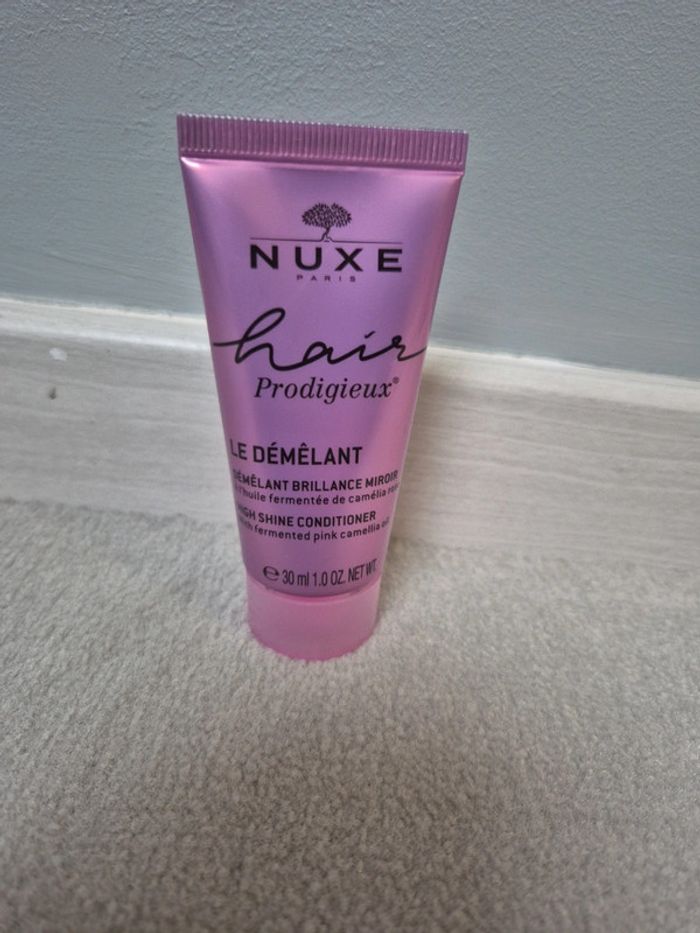 NUXE
PARIS
hair
Prodigieux®
LE DÉMÊLANT
DÉMÊLANT BRILLANCE MIROIR
à l'huile fermentée de camélia rose
HIGH SHINE CONDITIONER
with fermented pink camellia oil
℮ 30 ml 1.0 OZ. NET WT.